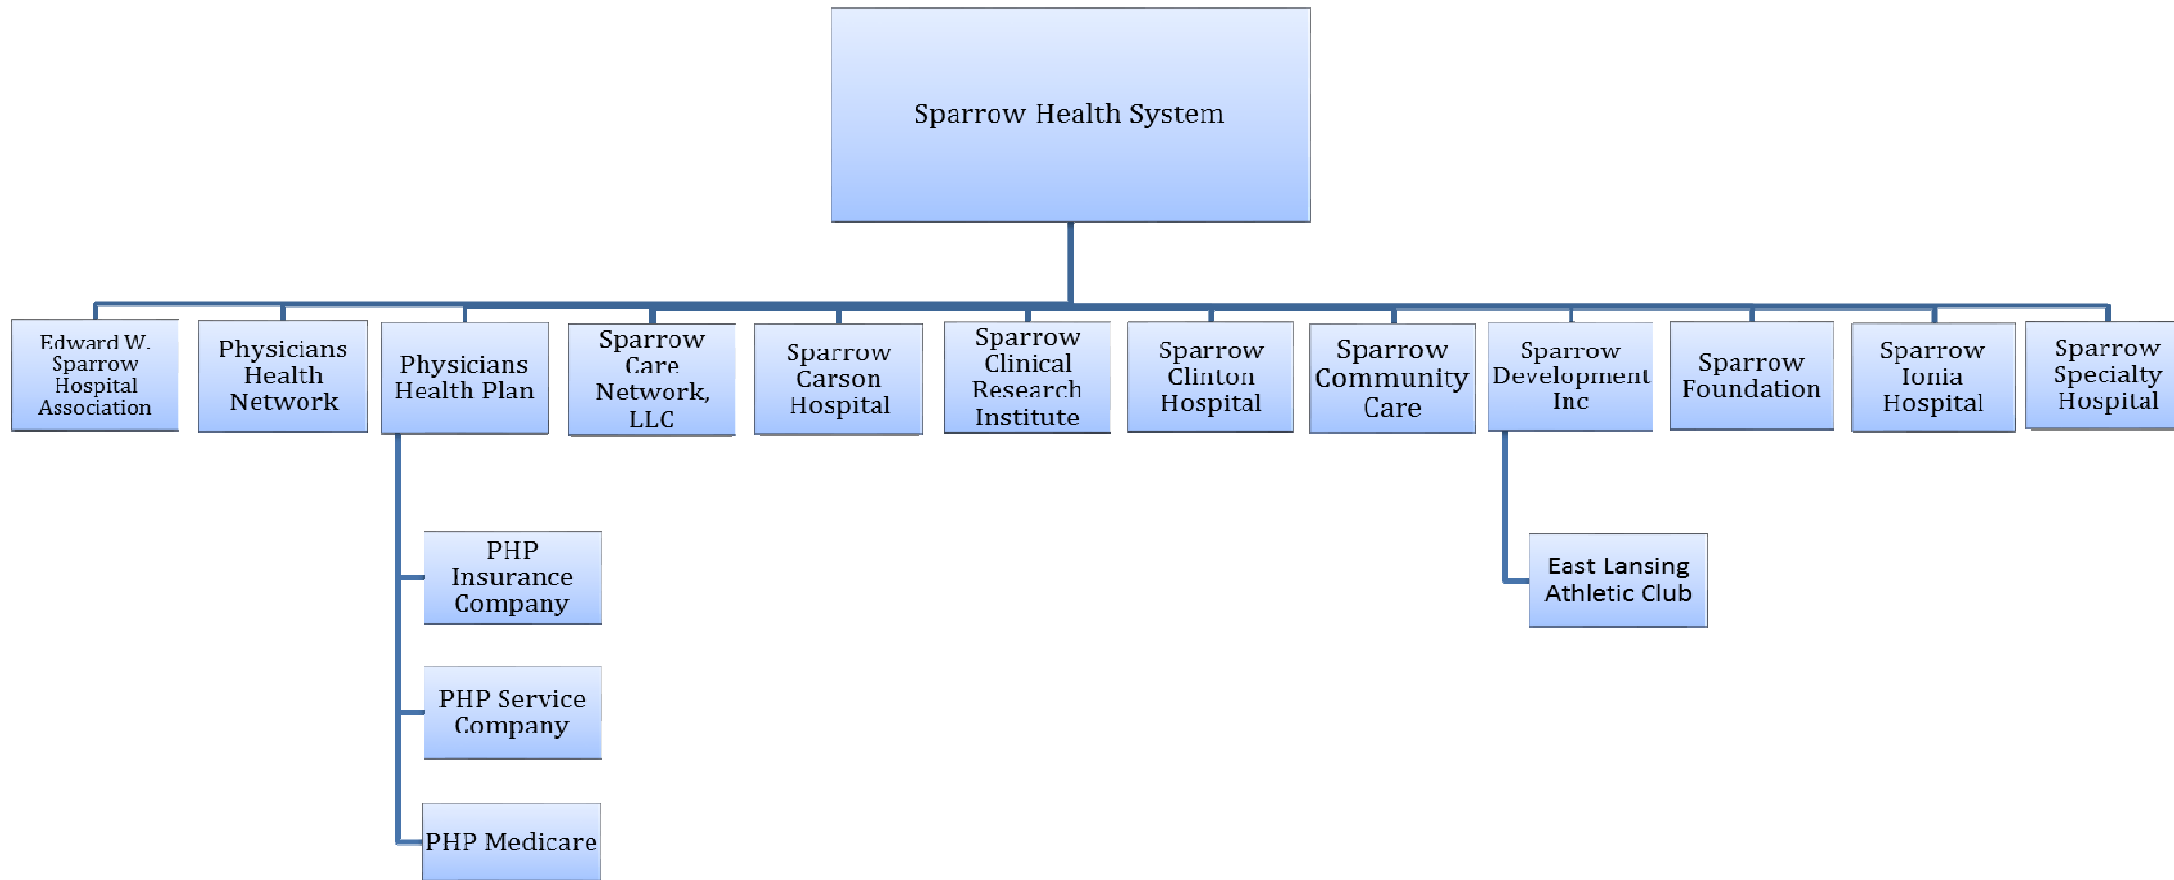 Sparrow Health System
Edward W.
Sparrow
Hospital
Association
Physicians
Health
Network
Physicians
Health Plan
Sparrow
Care
Network,
LLC
Sparrow
Carson
Hospital
Sparrow
Clinical
Research
Institute
Sparrow
Clinton
Hospital
Sparrow
Community
Care
Sparrow
Development
Inc
Sparrow
Foundation
Sparrow
Ionia
Hospital
Sparrow
Specialty
Hospital
PHP
Insurance
Company
PHP Service
Company
PHP Medicare
East Lansing
Athletic Club